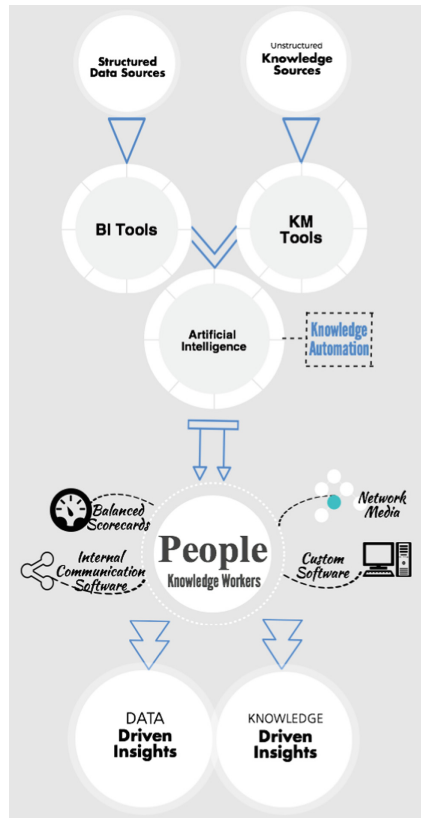 Structured
Data Sources
Unstructured
Knowledge
Sources
BI Tools
KM
Tools
Artificial
Intelligence
Knowledge
Automation
Balanced
Scorecards
Network
Media
People
Knowledge Workers
Internal
Communication
Software
Custom
Software
DATA
Driven
Insights
KNOWLEDGE
Driven
Insights